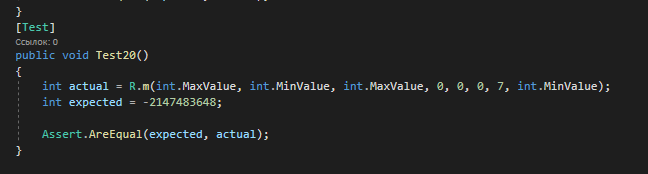 }
[Test]
Ссылок: 0
public void Test20()
{
int actual = R.m(int.MaxValue, int.MinValue, int.MaxValue, 0, 0, 0, 7, int.MinValue);
int expected = -2147483648;
Assert.AreEqual(expected, actual);
}